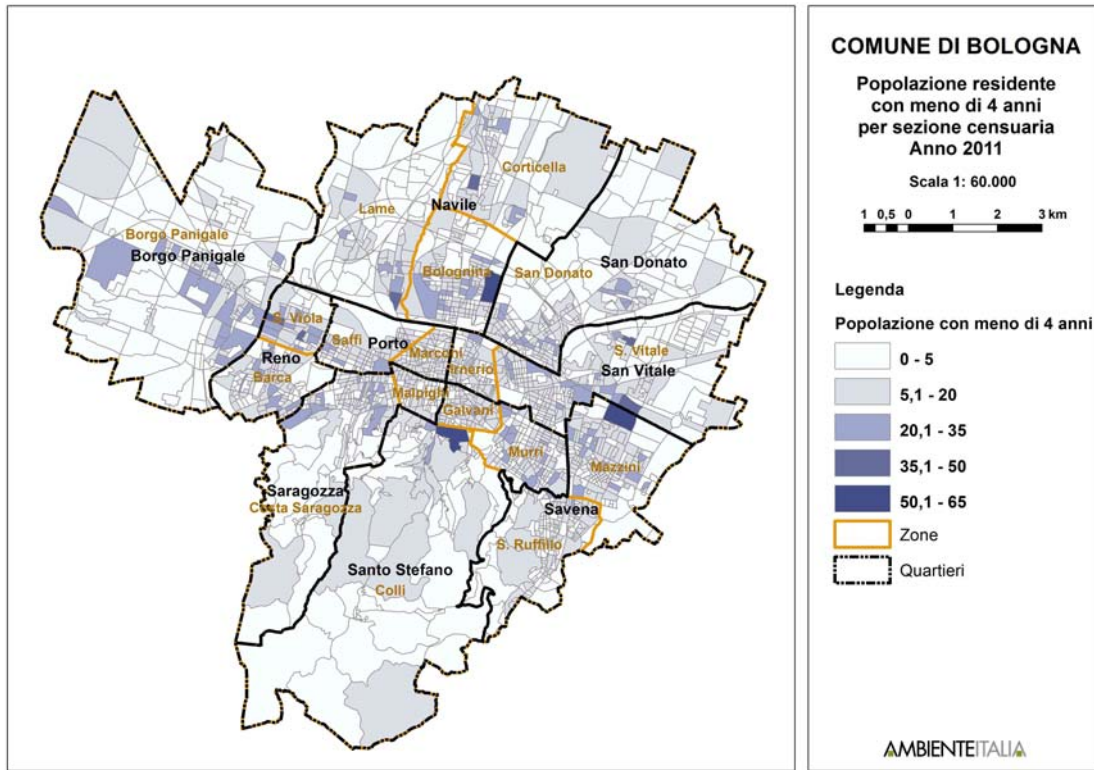 COMUNE DI BOLOGNA
Popolazione residente
con meno di 4 anni
per sezione censuaria
Anno 2011
Scala 1: 60.000
1 0,5 0 1 2 3 km
Legenda
Popolazione con meno di 4 anni
0 - 5
5,1 - 20
20,1 - 35
35,1 - 50
50,1 - 65
Zone
Quartieri
AMBIENTEITALIA
Corticella
Lame
Navile
Borgo Panigale
Borgo Panigale
Bolognina
San Donato
San Donato
S. Viola
Saffi
Porto
Marconi
Irnerio
S. Vitale
San Vitale
Reno
Barca
Malpighi
Galvani
Murri
Mazzini
Saragozza
Costa Saragozza
Savena
S. Ruffillo
Santo Stefano
Colli